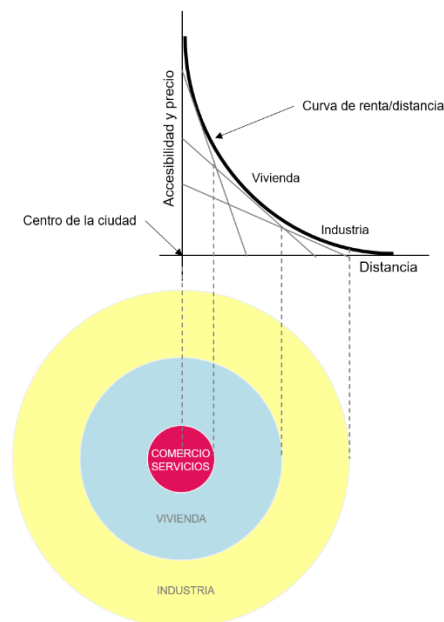 Accesibilidad y precio
Curva de renta/distancia
Vivienda
Industria
Centro de la ciudad
Distancia
COMERCIO
SERVICIOS
VIVIENDA
INDUSTRIA